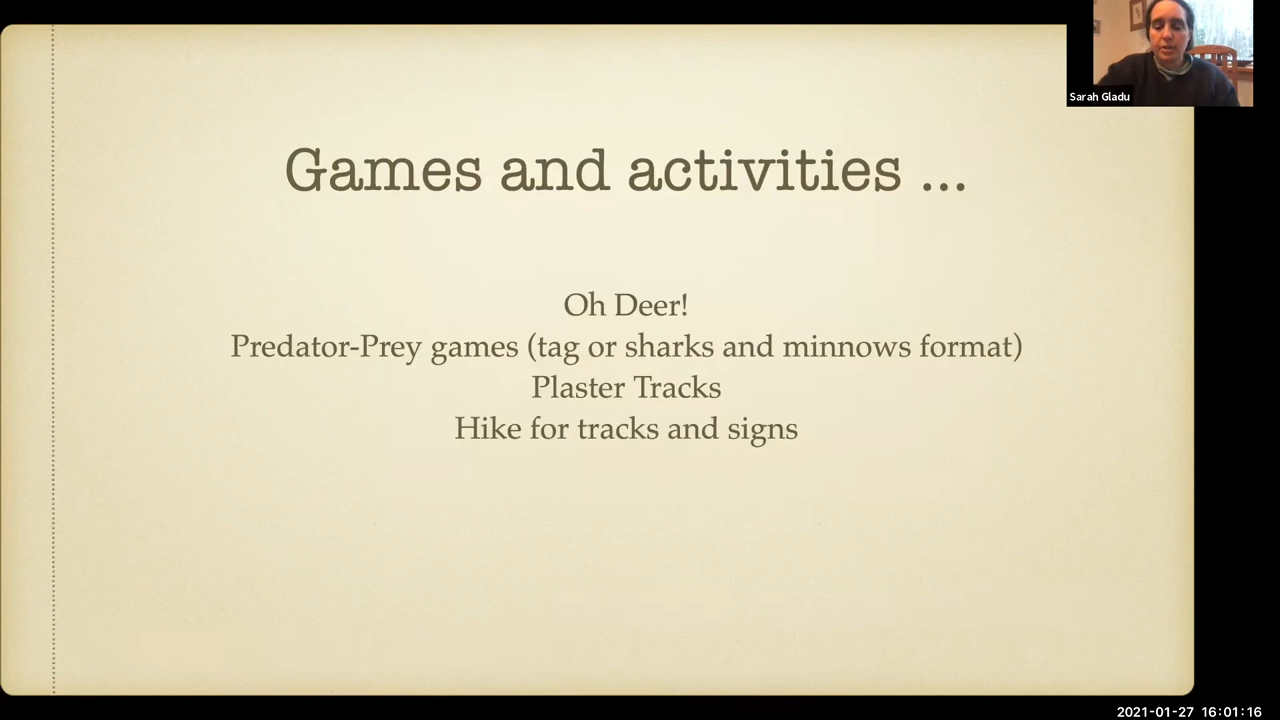 Sarah Gladu
Games and activities ...
Oh Deer!
Predator-Prey games (tag or sharks and minnows format)
Plaster Tracks
Hike for tracks and signs
2021-01-27 16:01:16